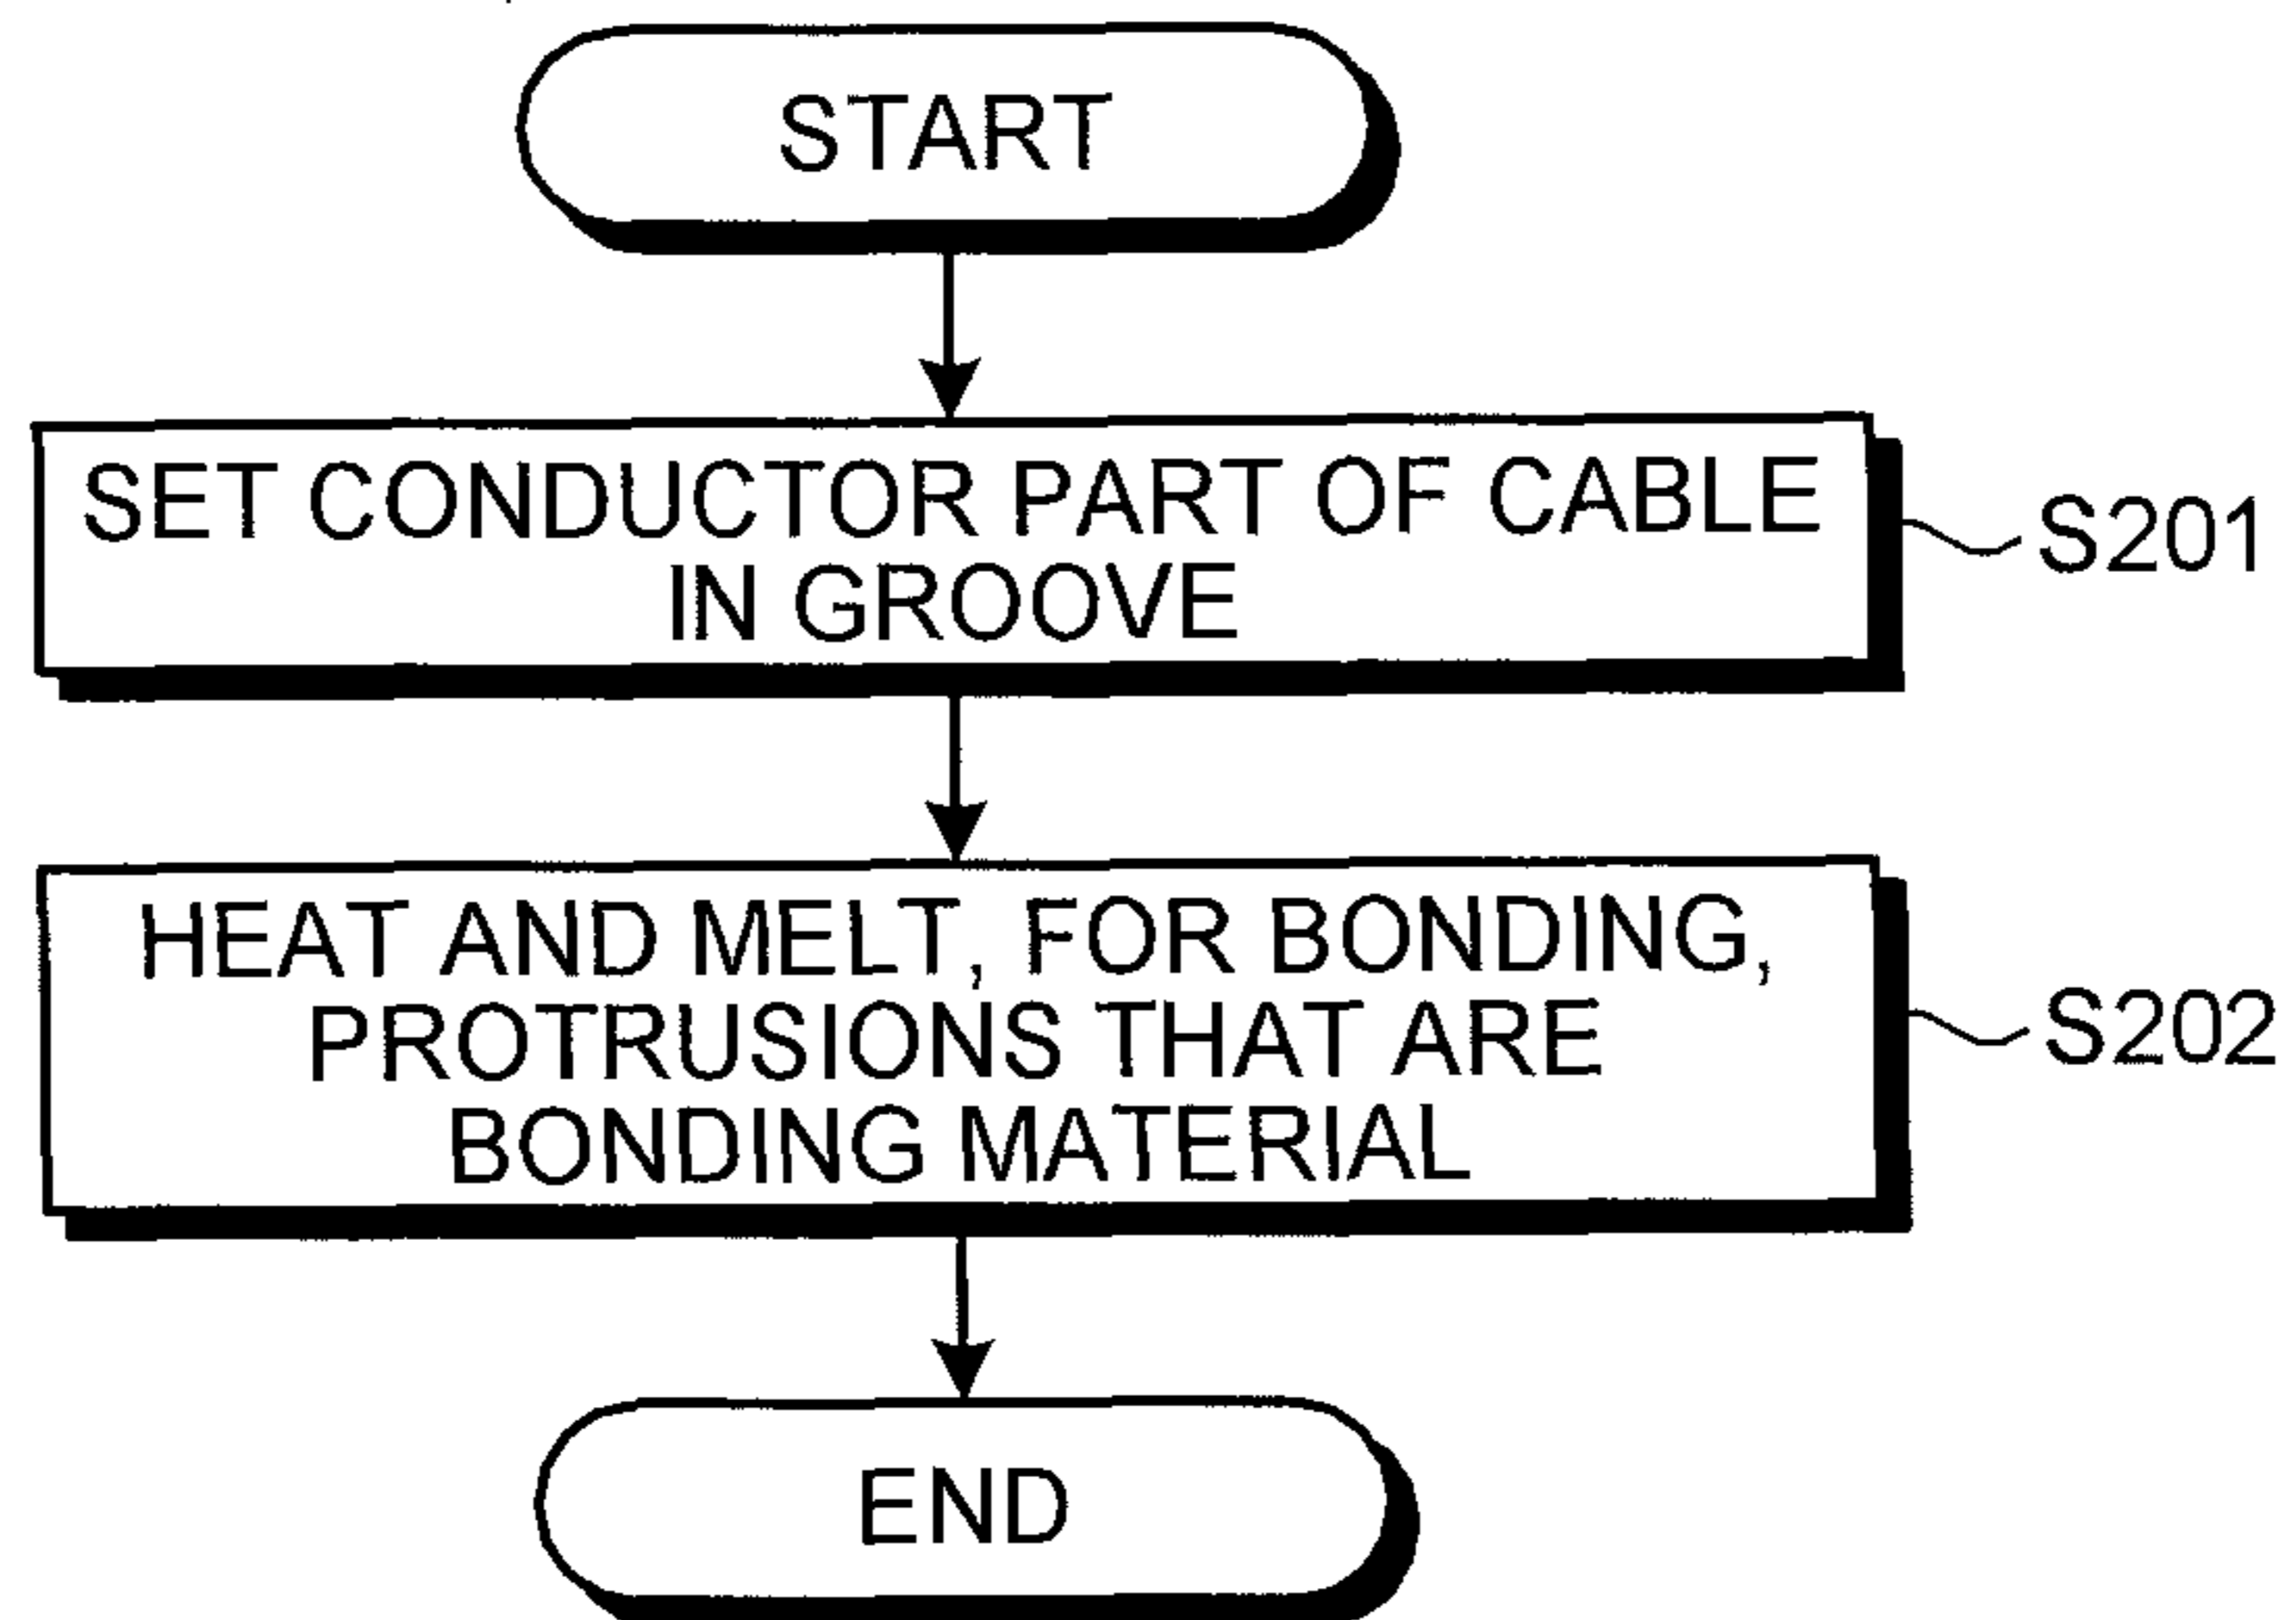 START
SET CONDUCTOR PART OF CABLE
IN GROOVE
S201
HEAT AND MELT, FOR BONDING,
PROTRUSIONS THAT ARE
BONDING MATERIAL
S202
END